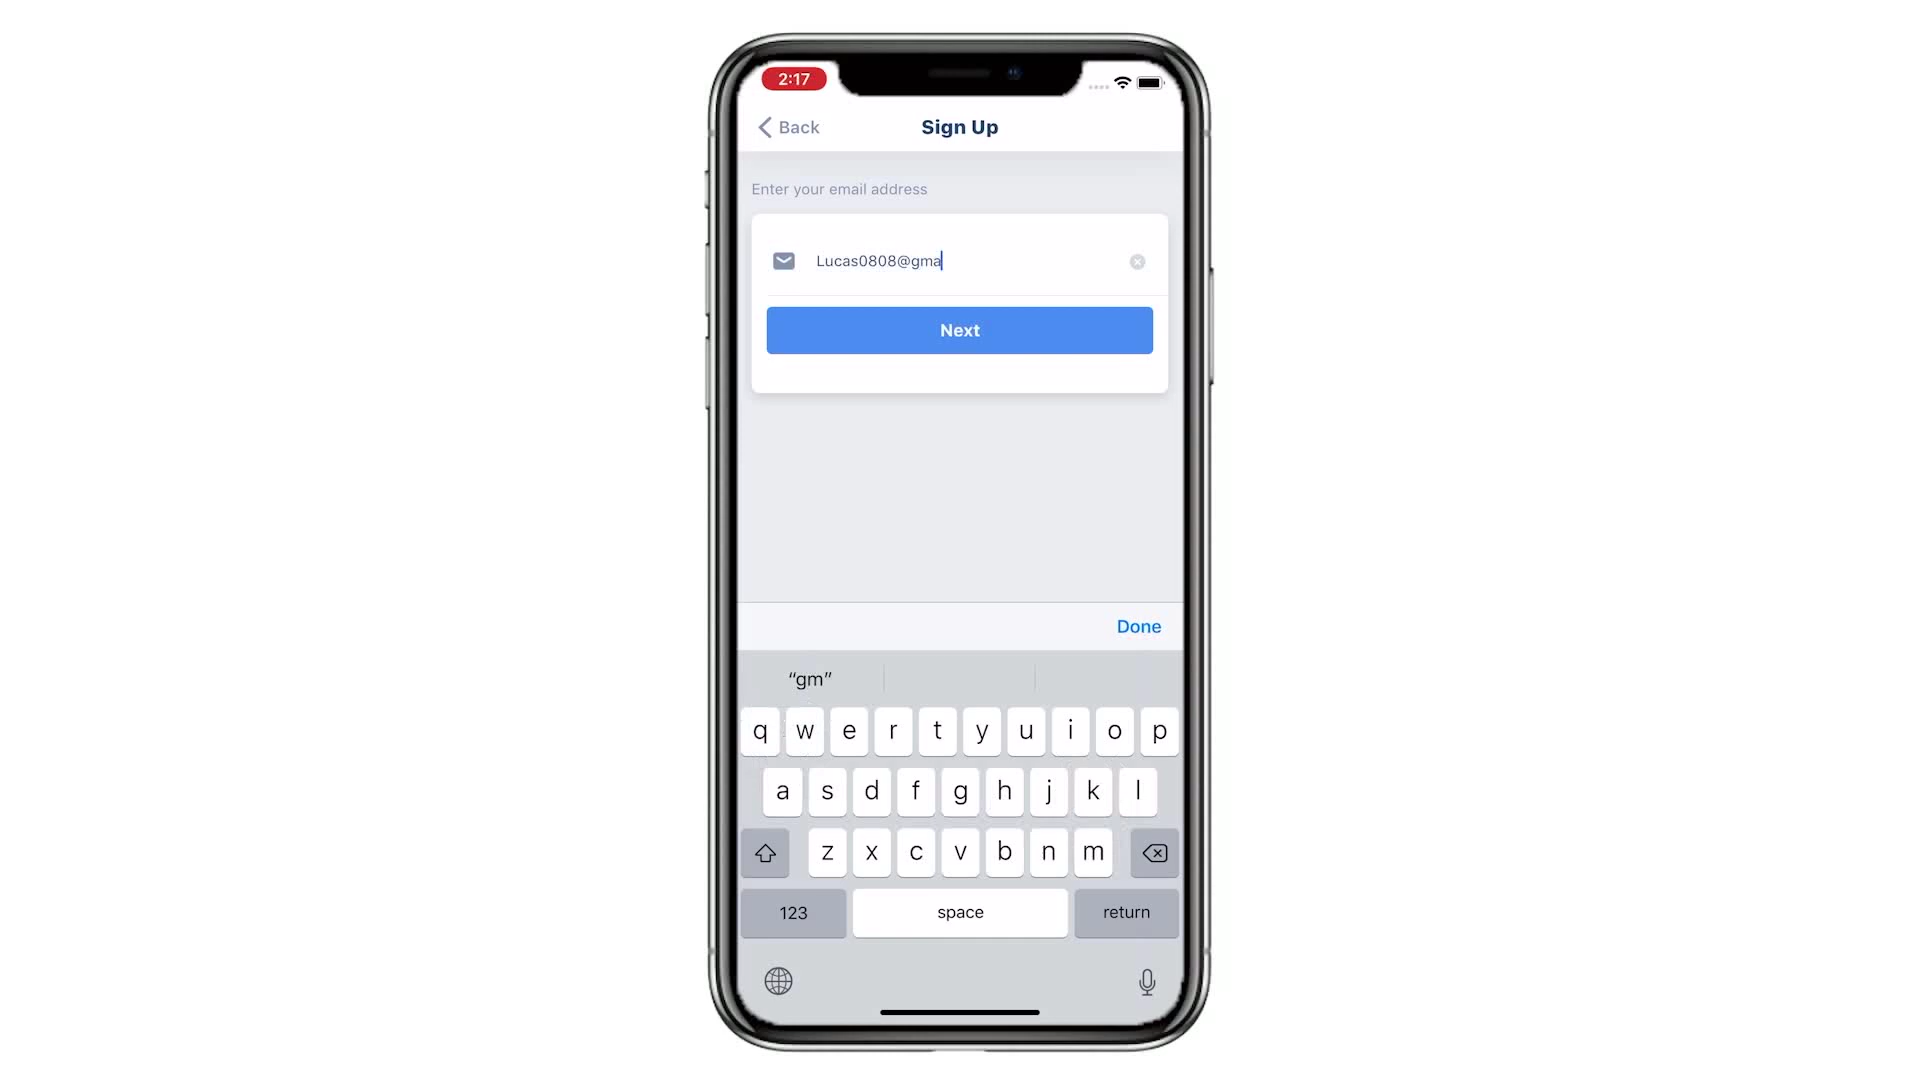 2:17
Back
Sign Up
Enter your email address
Lucas0808@gma
Next
Done
“gm”
q w e r t y u i o p
a s d f g h j k l
z x c v b n m
123 space return